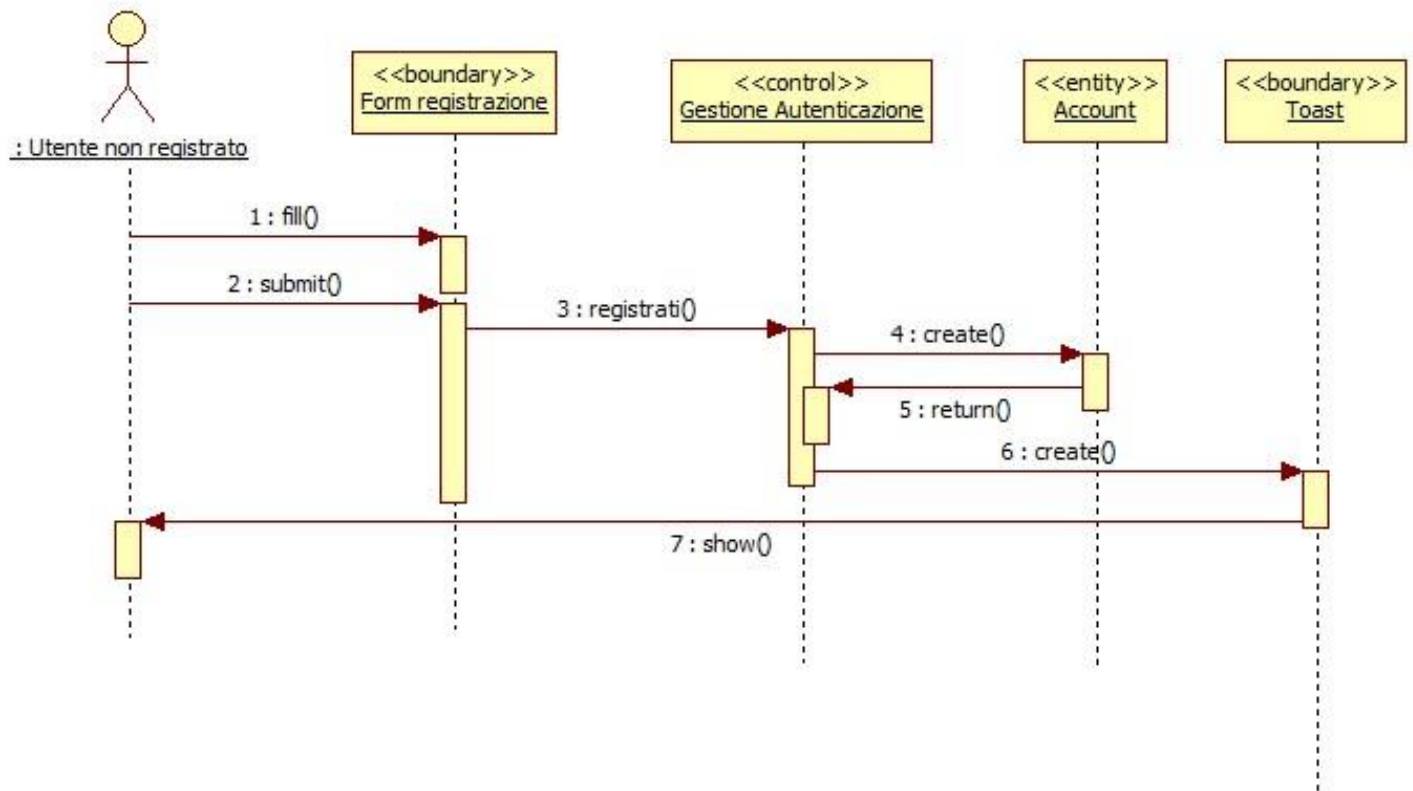 <<boundary>>
Form registrazione
<<control>>
Gestione Autenticazione
<<entity>>
Account
<<boundary>>
Toast
: Utente non registrato
1 : fill()
2 : submit()
3 : registrati()
4 : create()
5 : return()
6 : create()
7 : show()